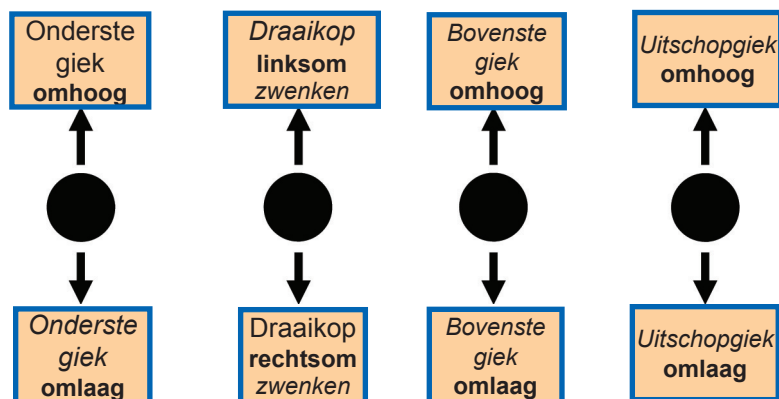 Onderste
giek
omhoog
Draaikop
linksom
zwenken
Bovenste
giek
omhoog
Uitschopgiek
omhoog
Onderste
giek
omlaag
Draaikop
rechtsom
zwenken
Bovenste
giek
omlaag
Uitschopgiek
omlaag